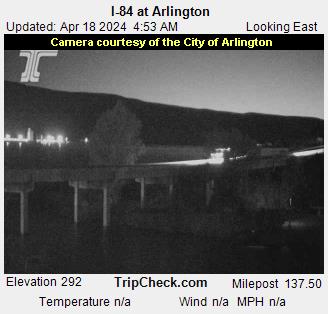 I-84 at Arlington
Updated: Apr 18 2024 4:53 AM Looking East
Camera courtesy of the City of Arlington
Elevation 292 TripCheck.com Milepost 137.50
Temperature n/a Wind n/a MPH n/a